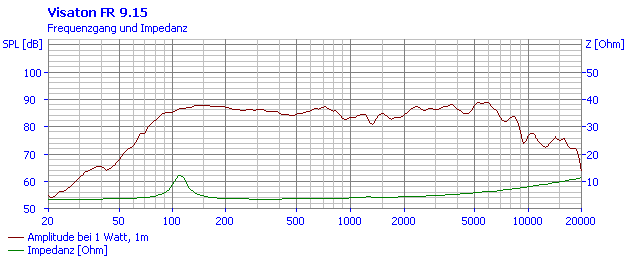 Visaton FR 9.15
Frequenzgang und Impedanz
SPL [dB] Z [Ohm]
100 50
90 40
80 30
70 20
60 10
50
20 50 100 200 500 1000 2000 5000 10000 20000
Amplitude bei 1 Watt, 1m
Impedanz [Ohm]